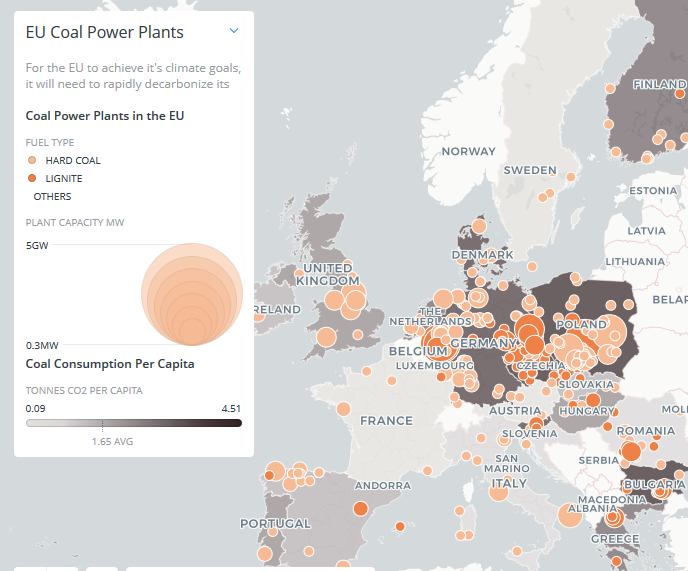 EU Coal Power Plants
For the EU to achieve it's climate goals,
it will need to rapidly decarbonize its
Coal Power Plants in the EU
FUEL TYPE
HARD COAL
LIGNITE
OTHERS
PLANT CAPACITY MW
5GW
0.3MW
Coal Consumption Per Capita
TONNES CO2 PER CAPITA
0.09 4.51
1.65 AVG
FINLAND
NORWAY
SWEDEN
ESTONIA
LATVIA
DENMARK
LITHUANIA
UNITED
KINGDOM
BELAR
RELAND
THE
NETHERLANDS
POLAND
BELGIUM
GERMANY
LUXEMBOURG
CZECHIA
SLOVAKIA
AUSTRIA
HUNGARY
MOL
FRANCE
SLOVENIA
ROMANIA
SAN
MARINO
SERBIA
ITALY
ANDORRA
BULGARIA
MACEDONIA
ALBANIA
PORTUGAL
GREECE